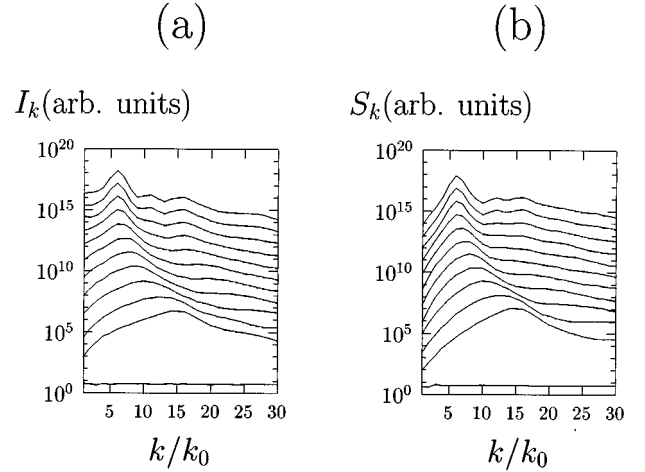 (a) (b)
I_k(arb. units) S_k(arb. units)
10^20 10^20
10^15 10^15
10^10 10^10
10^5 10^5
10^0 10^0
5 10 15 20 25 30 5 10 15 20 25 30
k/k_0 k/k_0